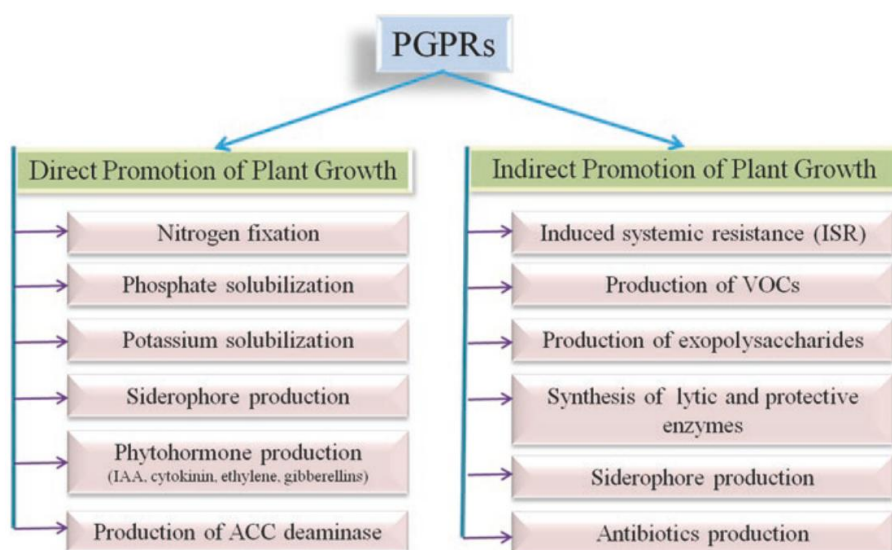 PGPRs
Direct Promotion of Plant Growth
Nitrogen fixation
Phosphate solubilization
Potassium solubilization
Siderophore production
Phytohormone production
(IAA, cytokinin, ethylene, gibberellins)
Production of ACC deaminase
Indirect Promotion of Plant Growth
Induced systemic resistance (ISR)
Production of VOCs
Production of exopolysaccharides
Synthesis of lytic and protective
enzymes
Siderophore production
Antibiotics production